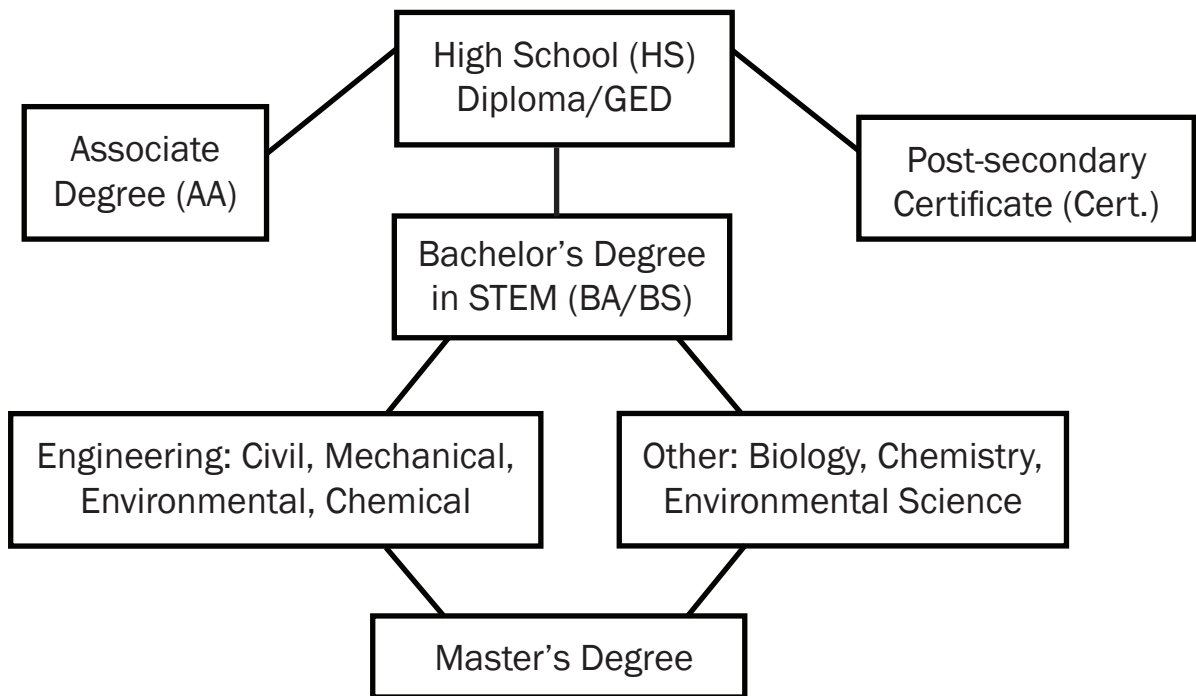 High School (HS)
Diploma/GED
Associate
Degree (AA)
Post-secondary
Certificate (Cert.)
Bachelor’s Degree
in STEM (BA/BS)
Engineering: Civil, Mechanical,
Environmental, Chemical
Other: Biology, Chemistry,
Environmental Science
Master’s Degree